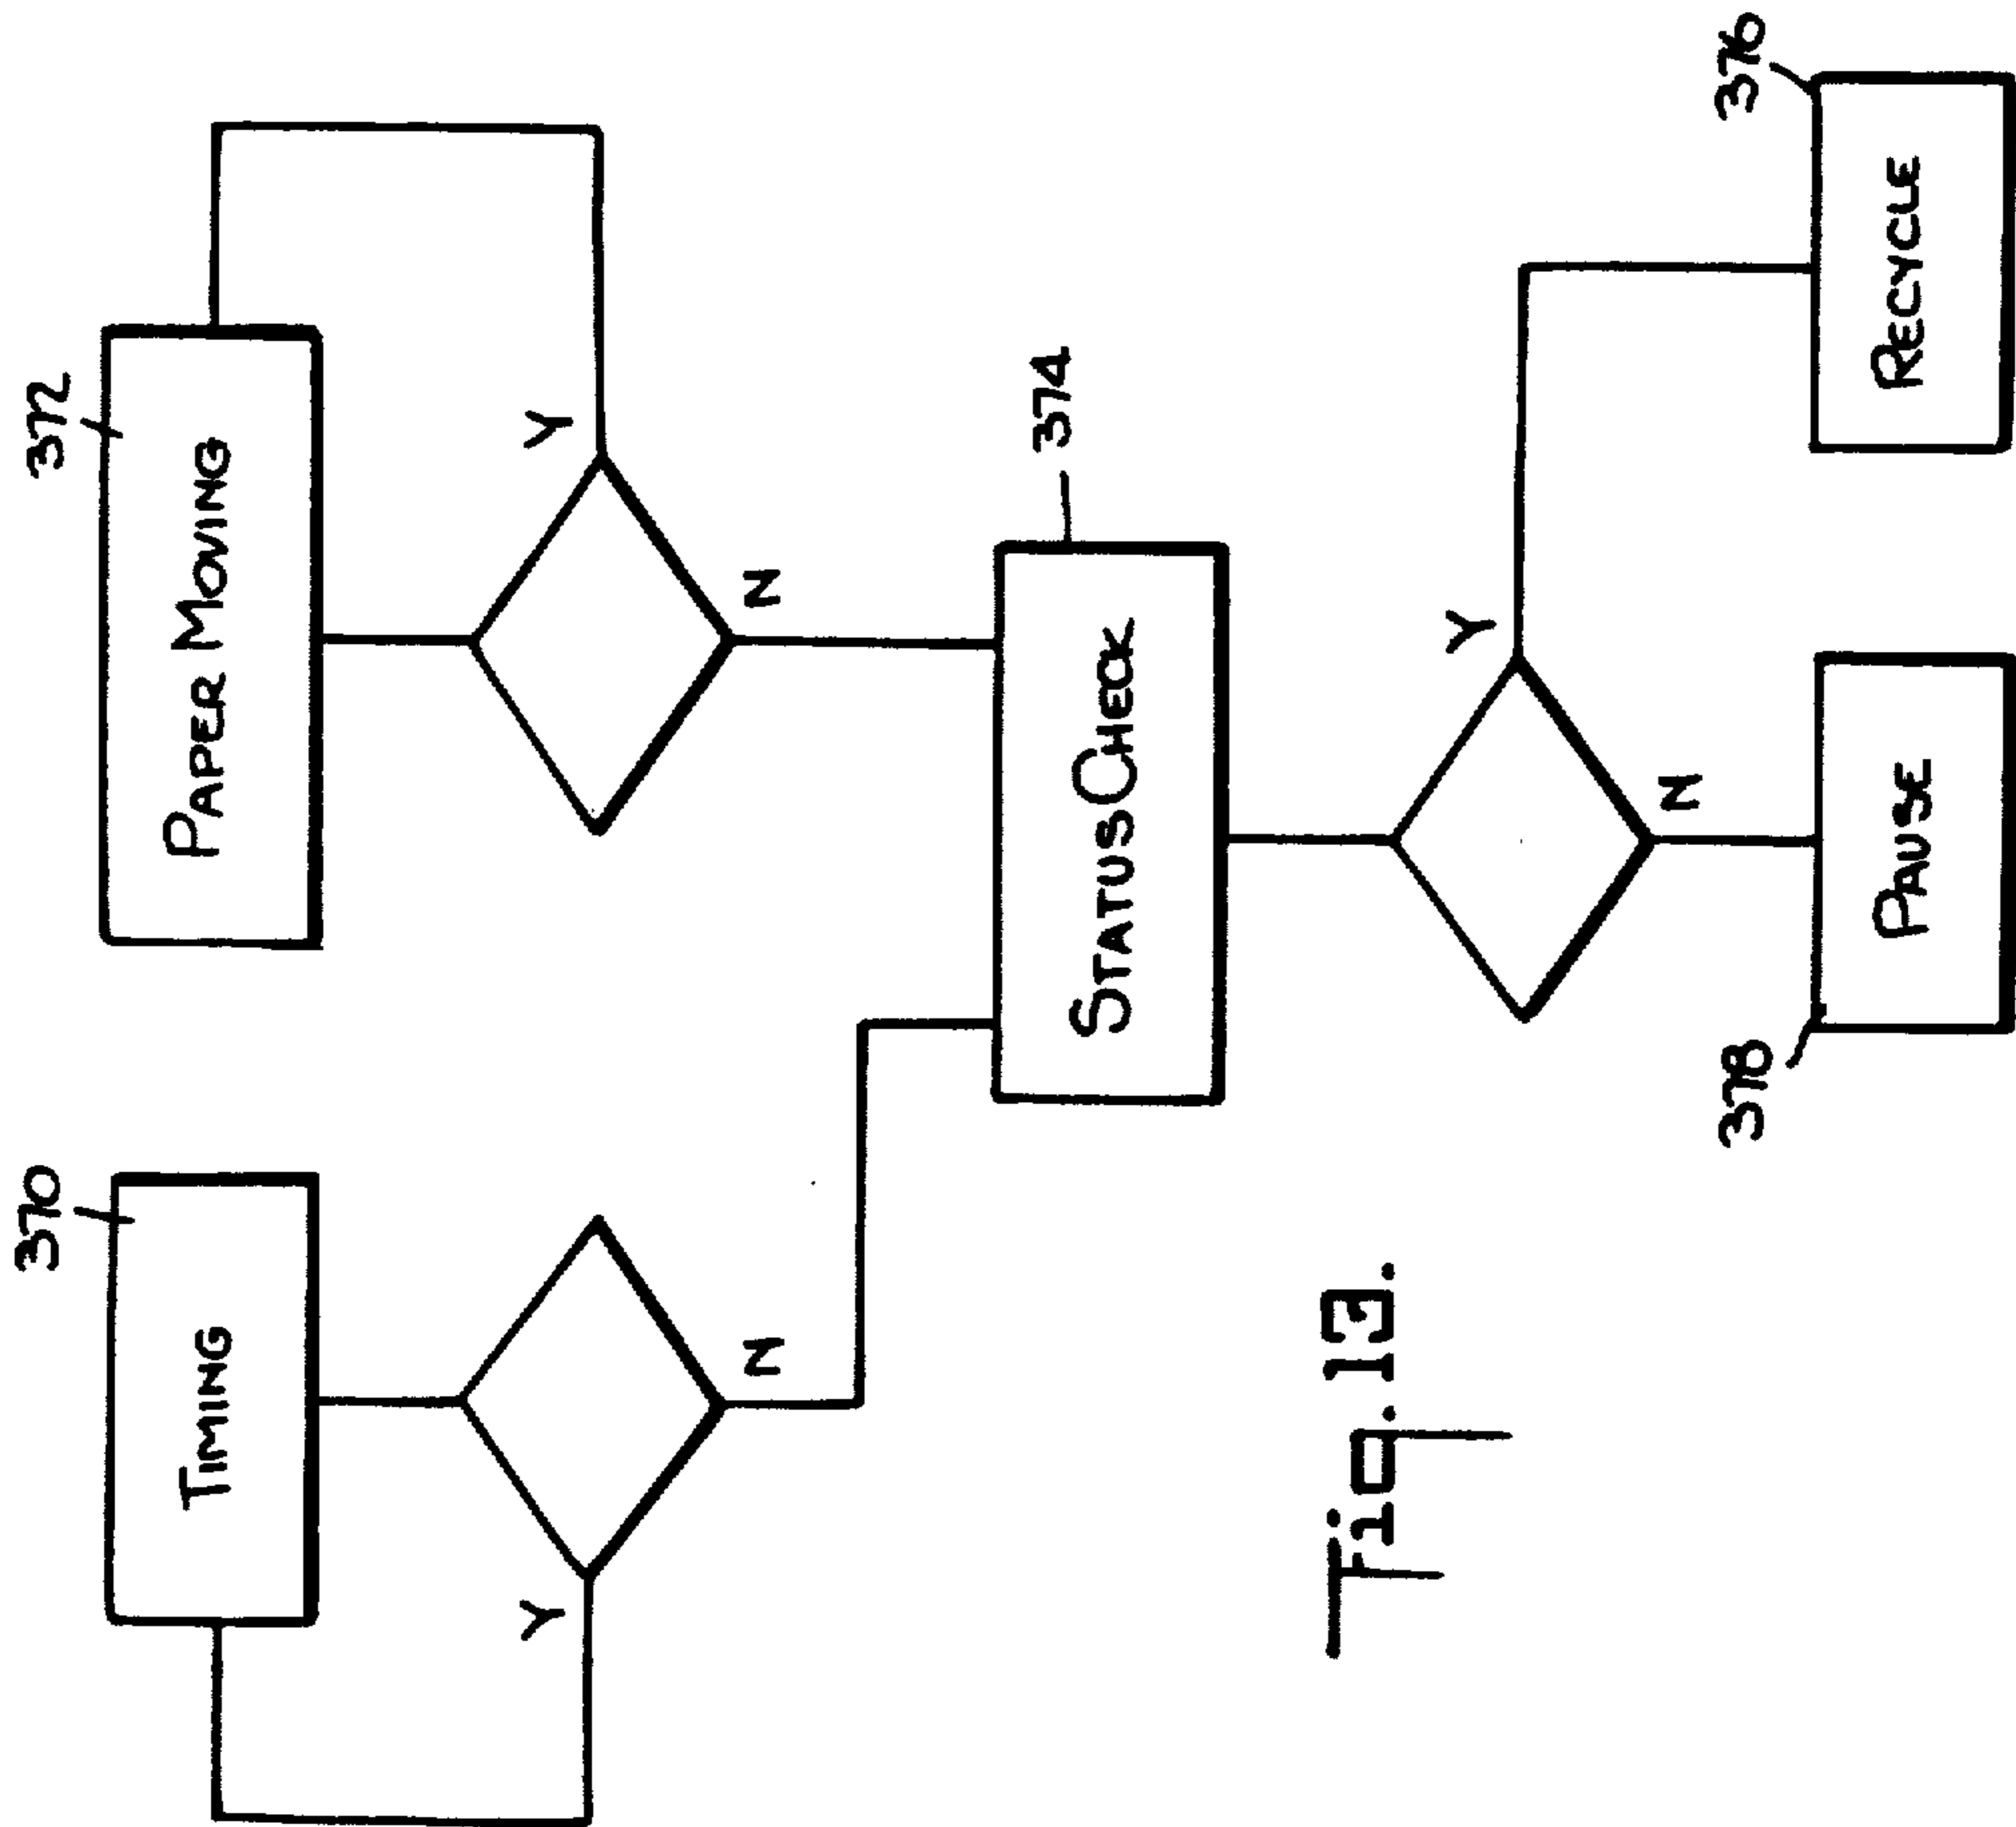 370
372
TIMING
PAPER MOVING
Y
Y
N
N
374
STATUS CHECK
Y
N
378
376
PAUSE
RECYCLE
Fig. 13.